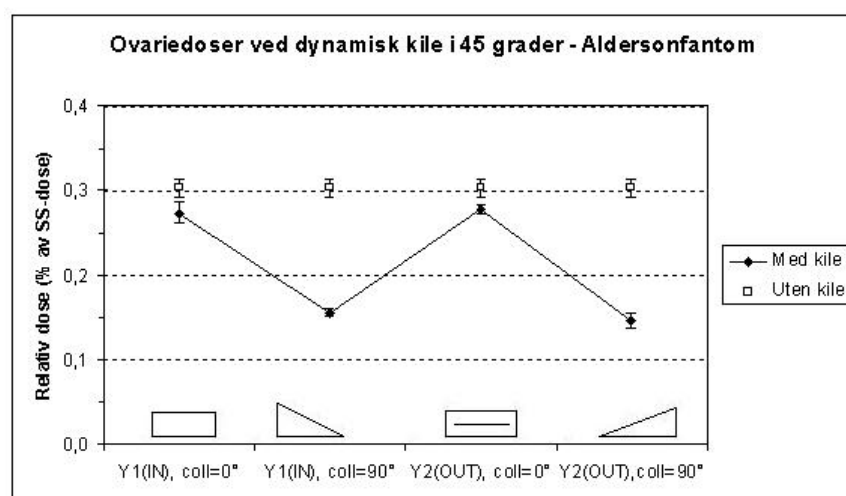 Ovariedoser ved dynamisk kile i 45 grader - Aldersonfantom
Relativ dose (% av SS-dose)
0,4
0,3
0,2
0,1
0,0
Y1(IN), coll=0° Y1(IN), coll=90° Y2(OUT), coll=0° Y2(OUT),coll=90°
Med kile
Uten kile